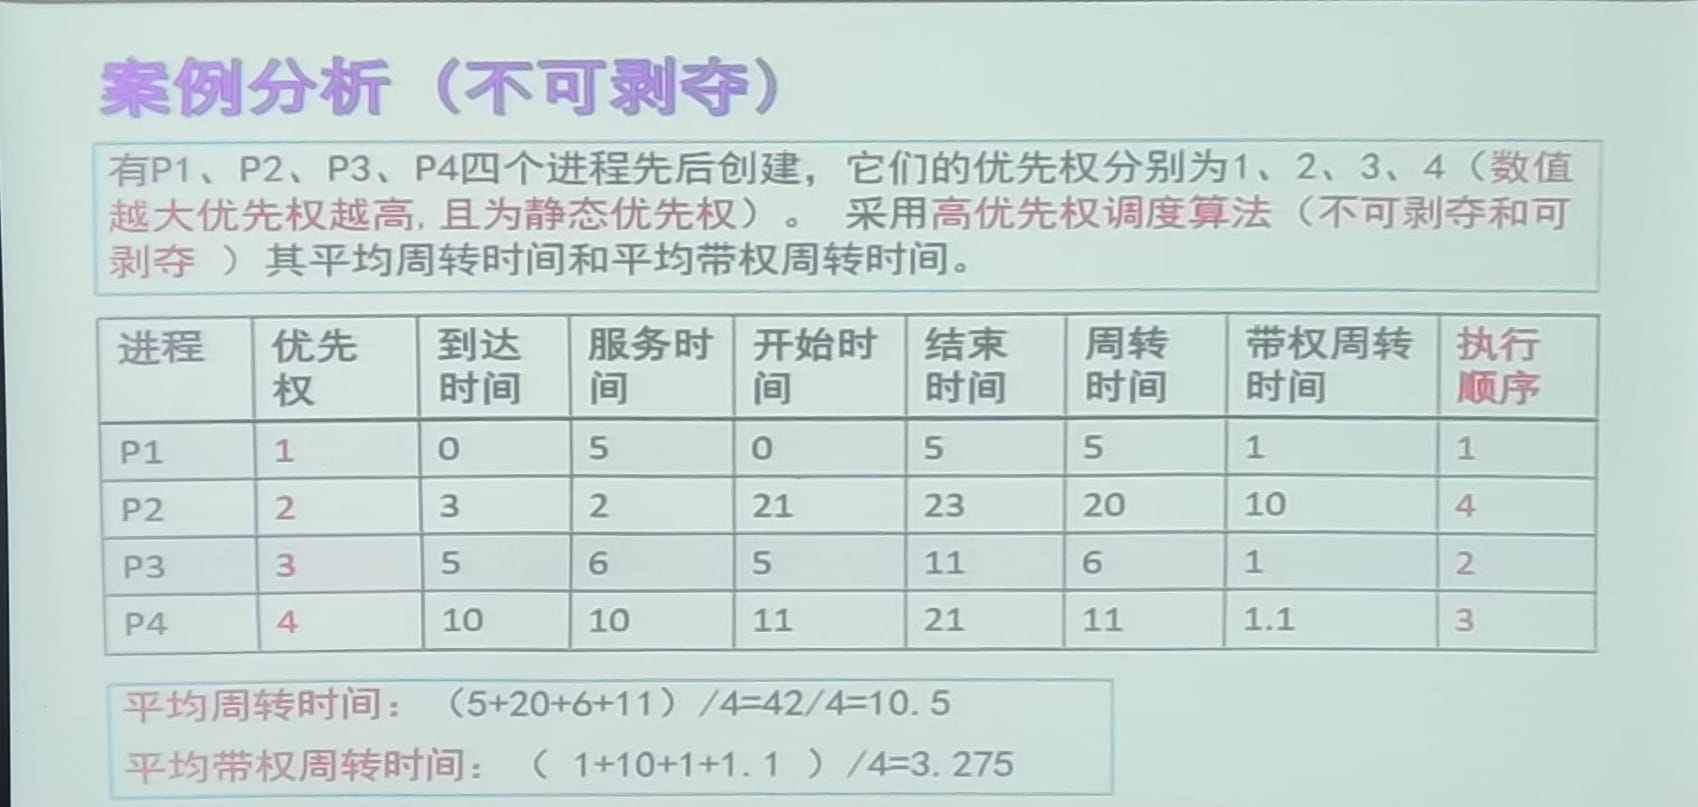 案例分析（不可剥夺）
有P1、P2、P3、P4四个进程先后创建，它们的优先权分别为1、2、3、4（数值
越大优先权越高,且为静态优先权）。 采用高优先权调度算法（不可剥夺和可
剥夺 ）其平均周转时间和平均带权周转时间。
进程 优先权 到达时间 服务时间 开始时间 结束时间 周转时间 带权周转时间 执行顺序
P1 1 0 5 0 5 5 1 1
P2 2 3 2 21 23 20 10 4
P3 3 5 6 5 11 6 1 2
P4 4 10 10 11 21 11 1.1 3
平均周转时间：（5+20+6+11）/4=42/4=10.5
平均带权周转时间：（ 1+10+1+1.1 ）/4=3.275